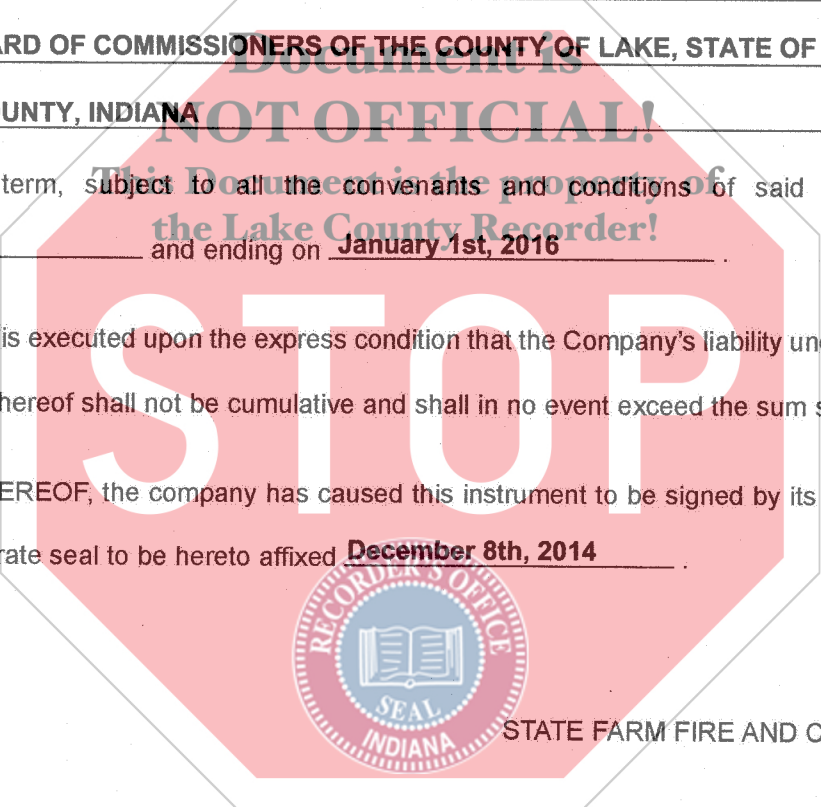 ARD OF COMMISSIONERS OF THE COUNTY OF LAKE, STATE OF
Document is
UNTY, INDIANA
NOT OFFICIAL!
term, subject to all the convenants and conditions of said
This Document is the property of
the Lake County Recorder!
and ending on January 1st, 2016 .
STOP
is executed upon the express condition that the Company's liability un
hereof shall not be cumulative and shall in no event exceed the sum s
EREOF, the company has caused this instrument to be signed by its
rate seal to be hereto affixed December 8th, 2014 .
RECORDER'S OFFICE
SEAL
INDIANA
STATE FARM FIRE AND C